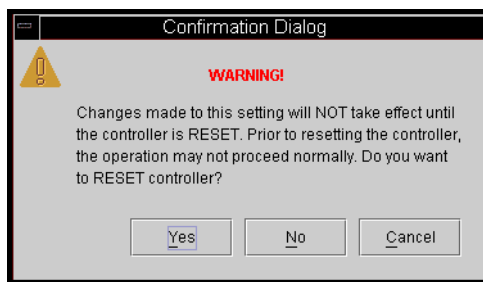 Confirmation Dialog
WARNING!
Changes made to this setting will NOT take effect until
the controller is RESET. Prior to resetting the controller,
the operation may not proceed normally. Do you want
to RESET controller?
Yes
No
Cancel